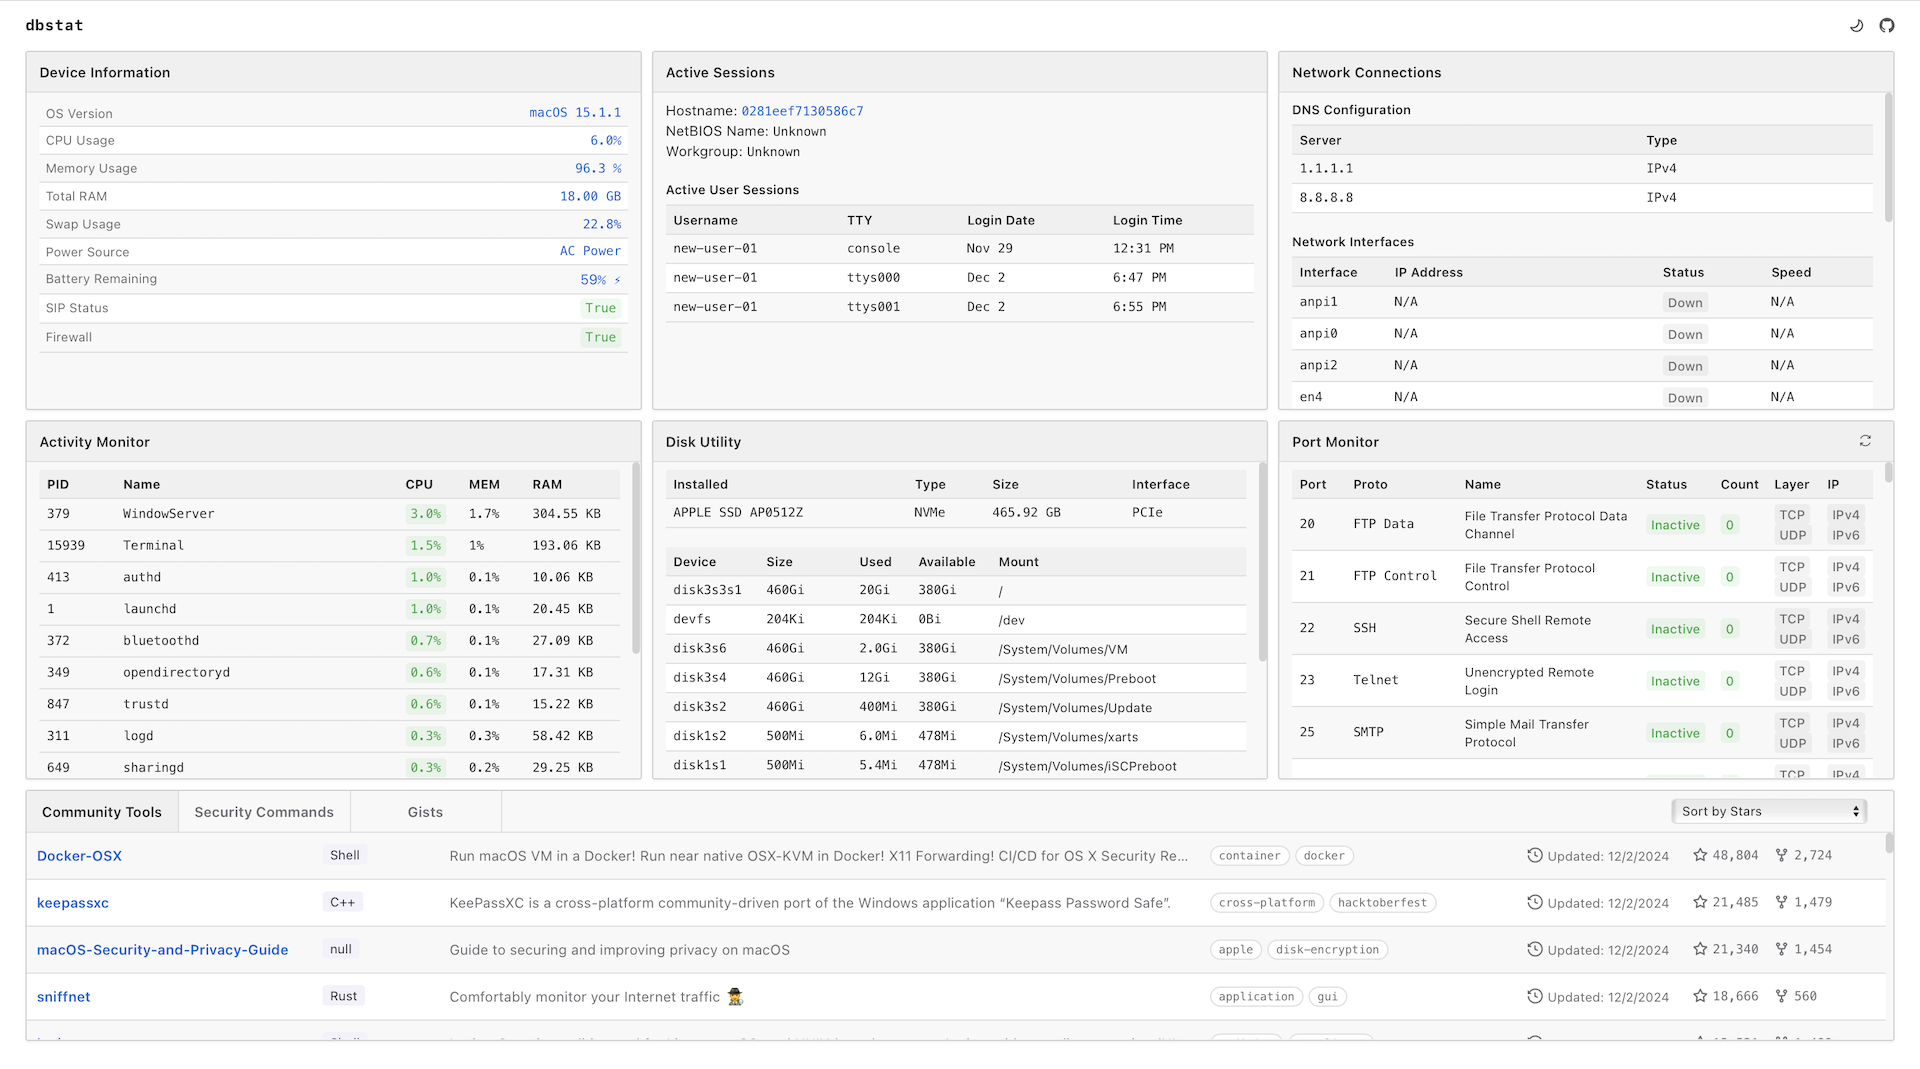 dbstat
Device Information
OS Version macOS 15.1.1
CPU Usage 6.0%
Memory Usage 96.3 %
Total RAM 18.00 GB
Swap Usage 22.8%
Power Source AC Power
Battery Remaining 59% ⚡
SIP Status True
Firewall True
Active Sessions
Hostname: 0281eef7130586c7
NetBIOS Name: Unknown
Workgroup: Unknown
Active User Sessions
Username TTY Login Date Login Time
new-user-01 console Nov 29 12:31 PM
new-user-01 ttys000 Dec 2 6:47 PM
new-user-01 ttys001 Dec 2 6:55 PM
Network Connections
DNS Configuration
Server Type
1.1.1.1 IPv4
8.8.8.8 IPv4
Network Interfaces
Interface IP Address Status Speed
anpi1 N/A Down N/A
anpi0 N/A Down N/A
anpi2 N/A Down N/A
en4 N/A Down N/A
Activity Monitor
PID Name CPU MEM RAM
379 WindowServer 3.0% 1.7% 304.55 KB
15939 Terminal 1.5% 1% 193.06 KB
413 authd 1.0% 0.1% 10.06 KB
1 launchd 1.0% 0.1% 20.45 KB
372 bluetoothd 0.7% 0.1% 27.09 KB
349 opendirectoryd 0.6% 0.1% 17.31 KB
847 trustd 0.6% 0.1% 15.22 KB
311 logd 0.3% 0.3% 58.42 KB
649 sharingd 0.3% 0.2% 29.25 KB
Disk Utility
Installed Type Size Interface
APPLE SSD AP0512Z NVMe 465.92 GB PCIe
Device Size Used Available Mount
disk3s3s1 460Gi 20Gi 380Gi /
devfs 204Ki 204Ki 0Bi /dev
disk3s6 460Gi 2.0Gi 380Gi /System/Volumes/VM
disk3s4 460Gi 12Gi 380Gi /System/Volumes/Preboot
disk3s2 460Gi 400Mi 380Gi /System/Volumes/Update
disk1s2 500Mi 6.0Mi 478Mi /System/Volumes/xarts
disk1s1 500Mi 5.4Mi 478Mi /System/Volumes/iSCPreboot
Port Monitor
Port Proto Name Status Count Layer IP
20 FTP Data File Transfer Protocol Data Channel Inactive 0 TCP UDP IPv4 IPv6
21 FTP Control File Transfer Protocol Control Inactive 0 TCP UDP IPv4 IPv6
22 SSH Secure Shell Remote Access Inactive 0 TCP UDP IPv4 IPv6
23 Telnet Unencrypted Remote Login Inactive 0 TCP UDP IPv4 IPv6
25 SMTP Simple Mail Transfer Protocol Inactive 0 TCP UDP IPv4 IPv6
TCP IPv4
Community Tools Security Commands Gists Sort by Stars
Docker-OSX Shell Run macOS VM in a Docker! Run near native OSX-KVM in Docker! X11 Forwarding! CI/CD for OS X Security Re... container docker Updated: 12/2/2024 48,804 2,724
keepassxc C++ KeePassXC is a cross-platform community-driven port of the Windows application “Keepass Password Safe”. cross-platform hacktoberfest Updated: 12/2/2024 21,485 1,479
macOS-Security-and-Privacy-Guide null Guide to securing and improving privacy on macOS apple disk-encryption Updated: 12/2/2024 21,340 1,454
sniffnet Rust Comfortably monitor your Internet traffic 🕵️ application gui Updated: 12/2/2024 18,666 560